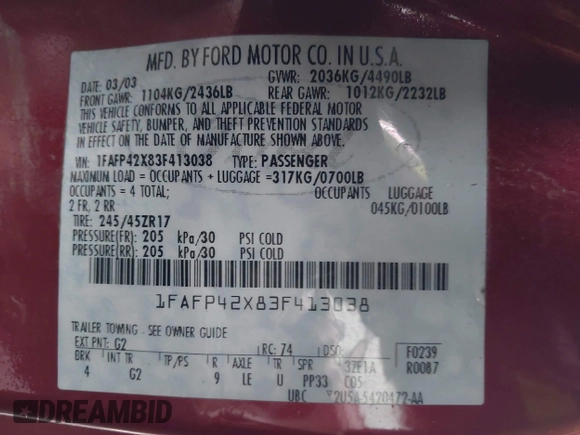 MFD. BY FORD MOTOR CO. IN U.S.A.
DATE: 03/03 GVWR: 2036KG/4490LB
FRONT GAWR: 1104KG/2436LB REAR GAWR: 1012KG/2232LB
THIS VEHICLE CONFORMS TO ALL APPLICABLE FEDERAL MOTOR
VEHICLE SAFETY, BUMPER, AND THEFT PREVENTION STANDARDS
IN EFFECT ON THE DATE OF MANUFACTURE SHOWN ABOVE.
VIN: 1FAFP42X83F413038 TYPE: PASSENGER
MAXIMUM LOAD = OCCUPANTS + LUGGAGE =317KG/0700LB
OCCUPANTS = 4 TOTAL; OCCUPANTS LUGGAGE
2 FR, 2 RR 045KG/0100LB
TIRE: 245/45ZR17
PRESSURE(FR): 205 kPa/30 PSI COLD
PRESSURE(RR): 205 kPa/30 PSI COLD
1FAFP42X83F413038
TRAILER TOWING - SEE OWNER GUIDE
EXT PNT: G2 RC: 74 DSO: F0239
BRK INT TR TP/PS R AXLE TR SPR R0087
4 G2 9 LE U PP33
UBC
DREAMBID